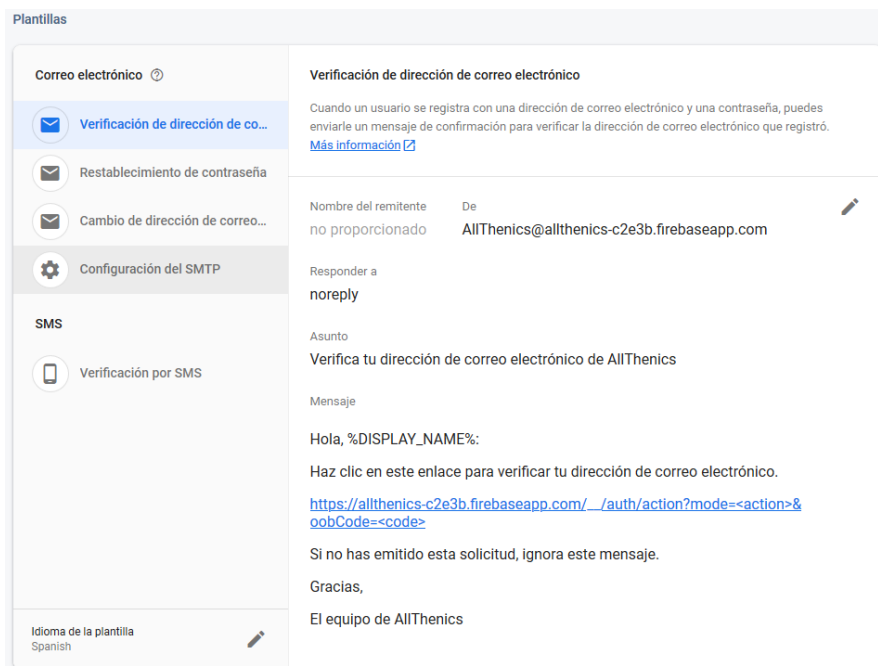 Plantillas
Correo electrónico
Verificación de dirección de co...
Restablecimiento de contraseña
Cambio de dirección de correo...
Configuración del SMTP
SMS
Verificación por SMS
Idioma de la plantilla
Spanish
Verificación de dirección de correo electrónico
Cuando un usuario se registra con una dirección de correo electrónico y una contraseña, puedes
enviarle un mensaje de confirmación para verificar la dirección de correo electrónico que registró.
Más información
Nombre del remitente
no proporcionado
De
AllThenics@allthenics-c2e3b.firebaseapp.com
Responder a
noreply
Asunto
Verifica tu dirección de correo electrónico de AllThenics
Mensaje
Hola, %DISPLAY_NAME%:
Haz clic en este enlace para verificar tu dirección de correo electrónico.
https://allthenics-c2e3b.firebaseapp.com/__/auth/action?mode=<action>&
oobCode=<code>
Si no has emitido esta solicitud, ignora este mensaje.
Gracias,
El equipo de AllThenics